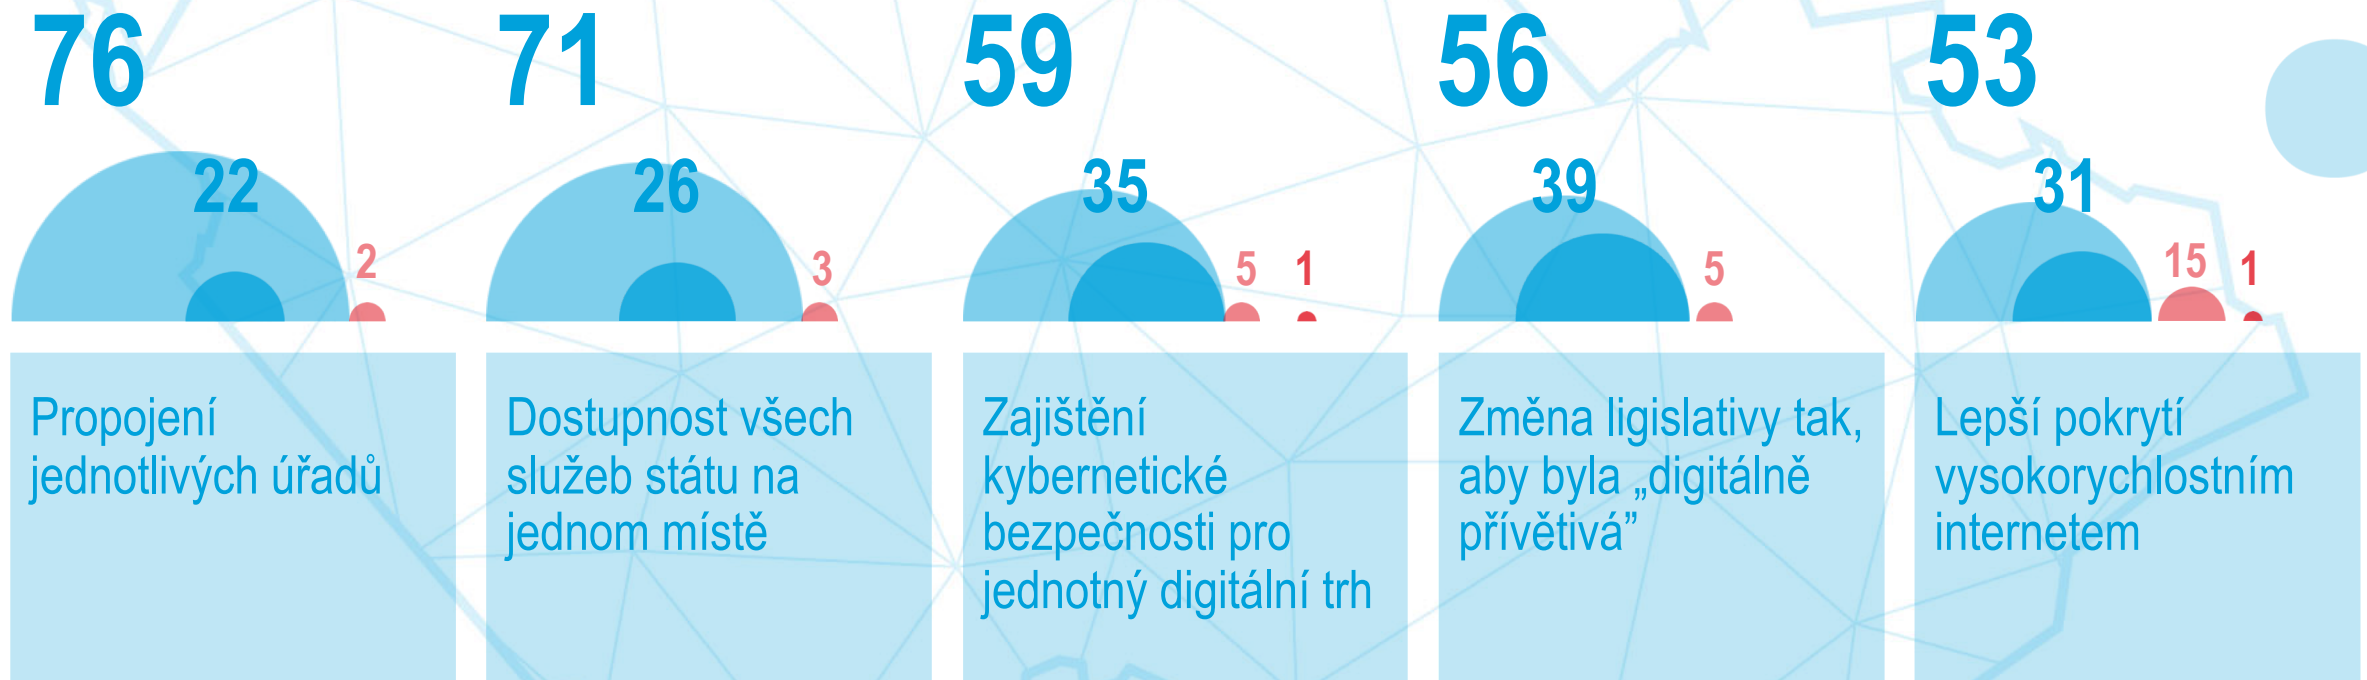 76
71
59
56
53
22
26
35
39
31
2
3
5
1
5
15
1
Propojení
jednotlivých úřadů
Dostupnost všech
služeb státu na
jednom místě
Zajištění
kybernetické
bezpečnosti pro
jednotný digitální trh
Změna ligislativy tak,
aby byla „digitálně
přívětivá”
Lepší pokrytí
vysokorychlostním
internetem